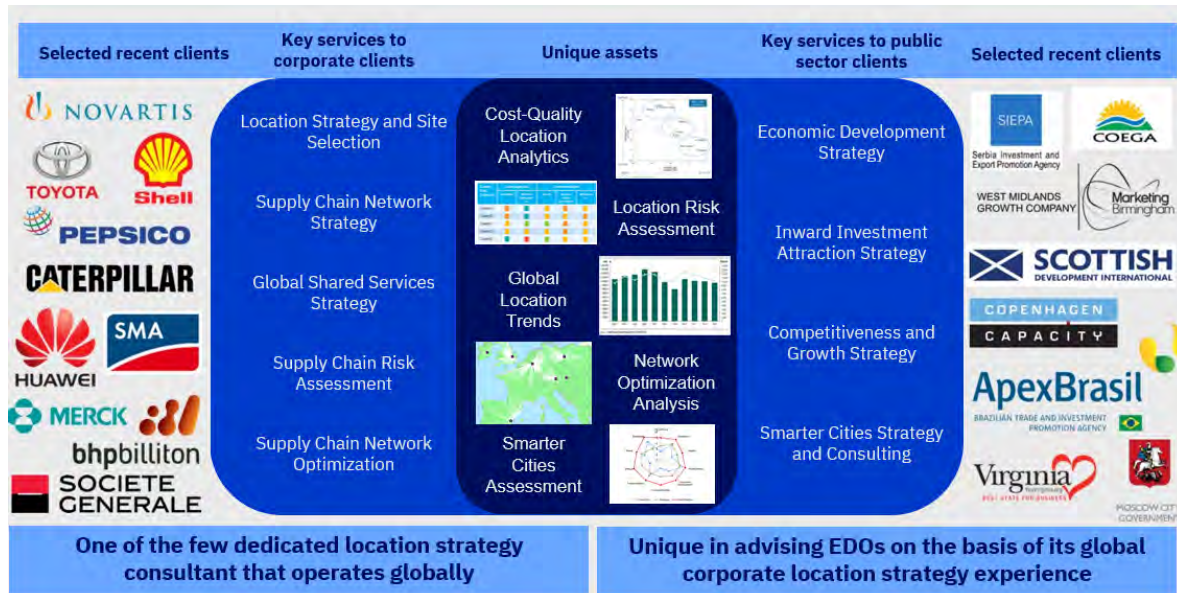 Selected recent clients
Key services to
corporate clients
Unique assets
Key services to public
sector clients
Selected recent clients
NOVARTIS
TOYOTA
Shell
PEPSICO
CATERPILLAR
HUAWEI
SMA
MERCK
bhpbilliton
SOCIETE
GENERALE
Location Strategy and Site
Selection
Supply Chain Network
Strategy
Global Shared Services
Strategy
Supply Chain Risk
Assessment
Supply Chain Network
Optimization
Cost-Quality
Location
Analytics
Location Risk
Assessment
Global
Location
Trends
Network
Optimization
Analysis
Smarter
Cities
Assessment
Economic Development
Strategy
Inward Investment
Attraction Strategy
Competitiveness and
Growth Strategy
Smarter Cities Strategy
and Consulting
SIEPA
Serbia Investment and
Export Promotion Agency
COEGA
WEST MIDLANDS
GROWTH COMPANY
Marketing
Birmingham
SCOTTISH
DEVELOPMENT INTERNATIONAL
COPENHAGEN
CAPACITY
ApexBrasil
BRAZILIAN TRADE AND INVESTMENT
PROMOTION AGENCY
Virginia
BEST STATE FOR BUSINESS
MOSCOW CITY
GOVERNMENT
One of the few dedicated location strategy
consultant that operates globally
Unique in advising EDOs on the basis of its global
corporate location strategy experience